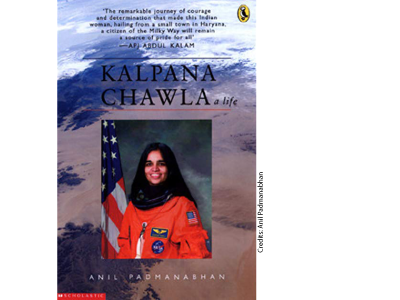 'The remarkable journey of courage
and determination that made this Indian
woman, hailing from a small town in Haryana,
a citizen of the Milky Way will remain
a source of pride for all'
—APJ ABDUL KALAM
KALPANA
CHAWLA a life
ANIL PADMANABHAN
SCHOLASTIC
Credits: Anil Padmanabhan